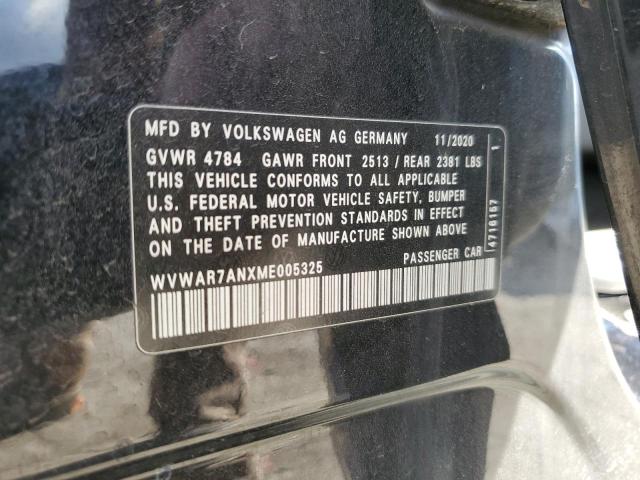 MFD BY VOLKSWAGEN AG GERMANY 11/2020
GVWR 4784 GAWR FRONT 2513 / REAR 2381 LBS
THIS VEHICLE CONFORMS TO ALL APPLICABLE
U.S. FEDERAL MOTOR VEHICLE SAFETY, BUMPER
AND THEFT PREVENTION STANDARDS IN EFFECT
ON THE DATE OF MANUFACTURE SHOWN ABOVE
PASSENGER CAR
WVWAR7ANXME005325
4716157 1